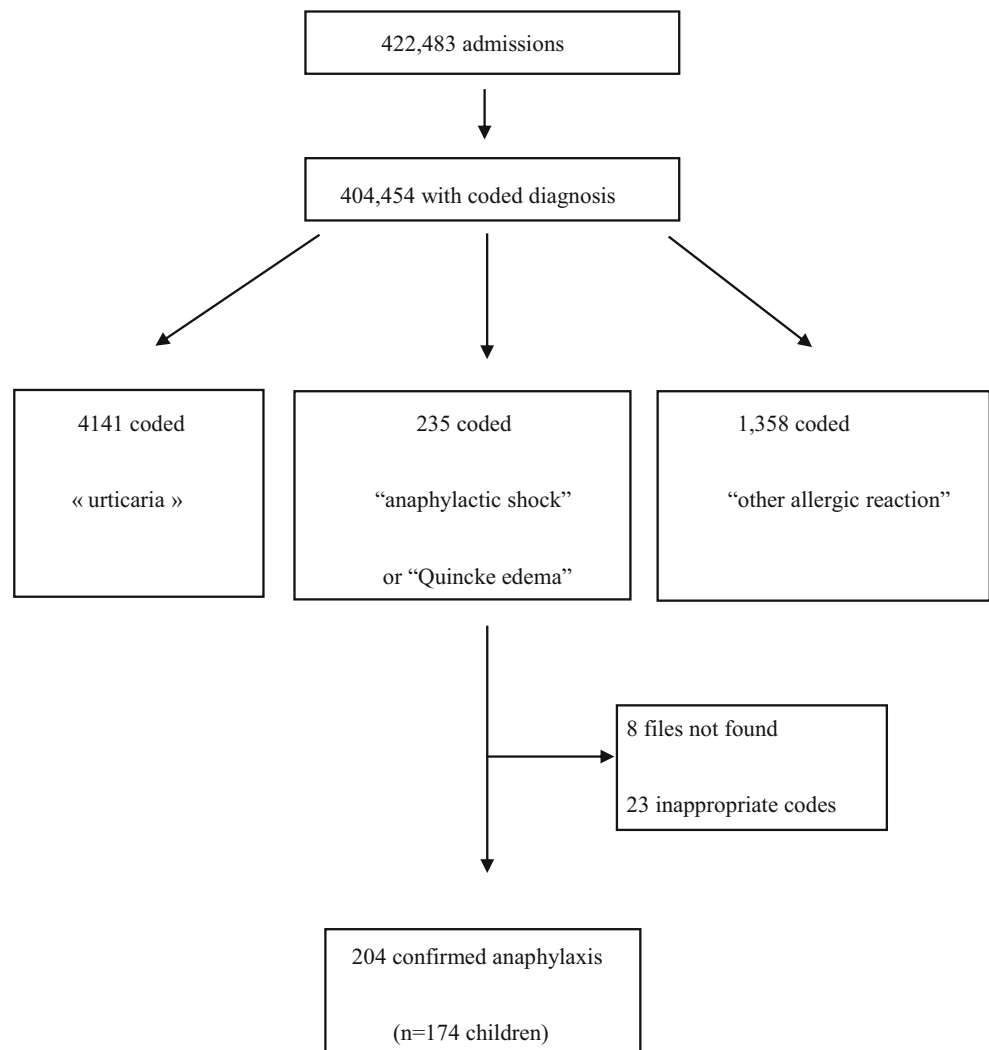 422,483 admissions
404,454 with coded diagnosis
4141 coded
« urticaria »
235 coded
“anaphylactic shock”
or “Quincke edema”
1,358 coded
“other allergic reaction”
8 files not found
23 inappropriate codes
204 confirmed anaphylaxis
(n=174 children)